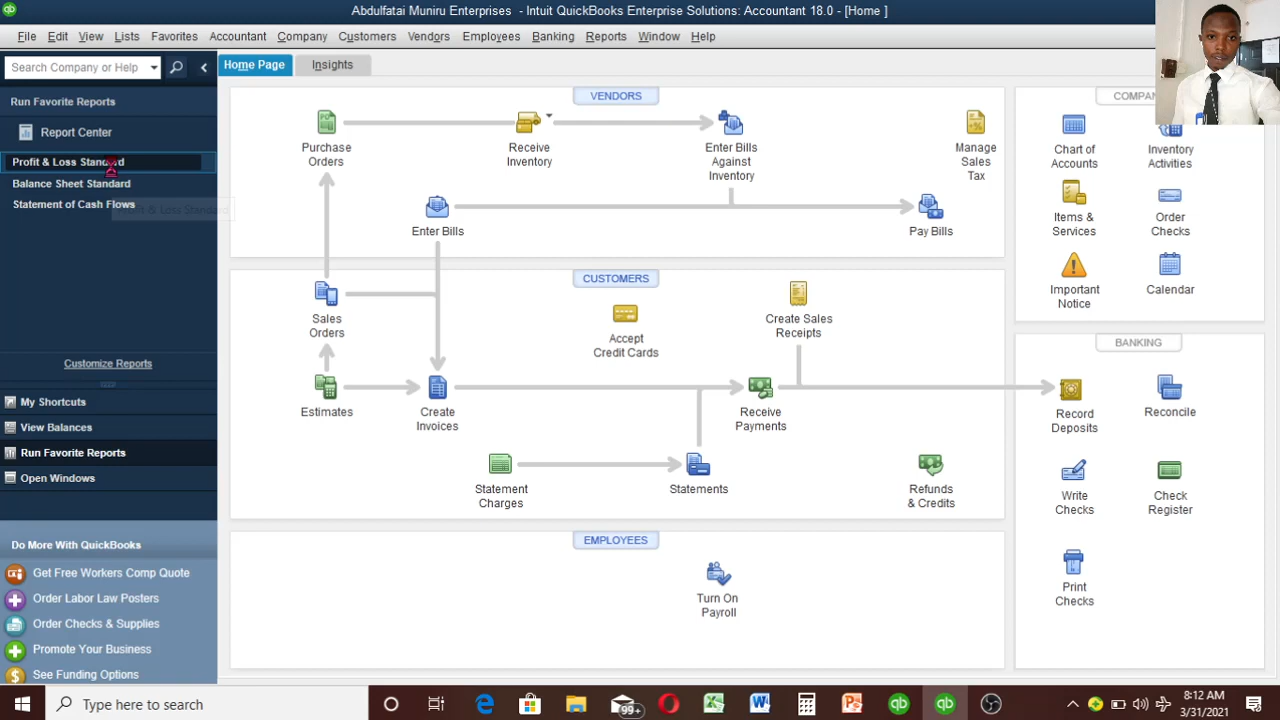 Abdulfatai Muniru Enterprises - Intuit QuickBooks Enterprise Solutions: Accountant 18.0 - [Home ]
File Edit View Lists Favorites Accountant Company Customers Vendors Employees Banking Reports Window Help
Search Company or Help
Home Page
Insights
Run Favorite Reports
Report Center
Profit & Loss Standard
Balance Sheet Standard
Statement of Cash Flows
Profit & Loss Standard
Customize Reports
My Shortcuts
View Balances
Run Favorite Reports
Open Windows
Do More With QuickBooks
Get Free Workers Comp Quote
Order Labor Law Posters
Order Checks & Supplies
Promote Your Business
See Funding Options
VENDORS
Purchase
Orders
Receive
Inventory
Enter Bills
Against
Inventory
Manage
Sales
Tax
Enter Bills
Pay Bills
CUSTOMERS
Sales
Orders
Accept
Credit Cards
Create Sales
Receipts
Estimates
Create
Invoices
Receive
Payments
Statement
Charges
Statements
Refunds
& Credits
EMPLOYEES
Turn On
Payroll
Chart of
Accounts
Inventory
Activities
Items &
Services
Order
Checks
Important
Notice
Calendar
BANKING
Record
Deposits
Reconcile
Write
Checks
Check
Register
Print
Checks
Type here to search
99+
8:12 AM
3/31/2021